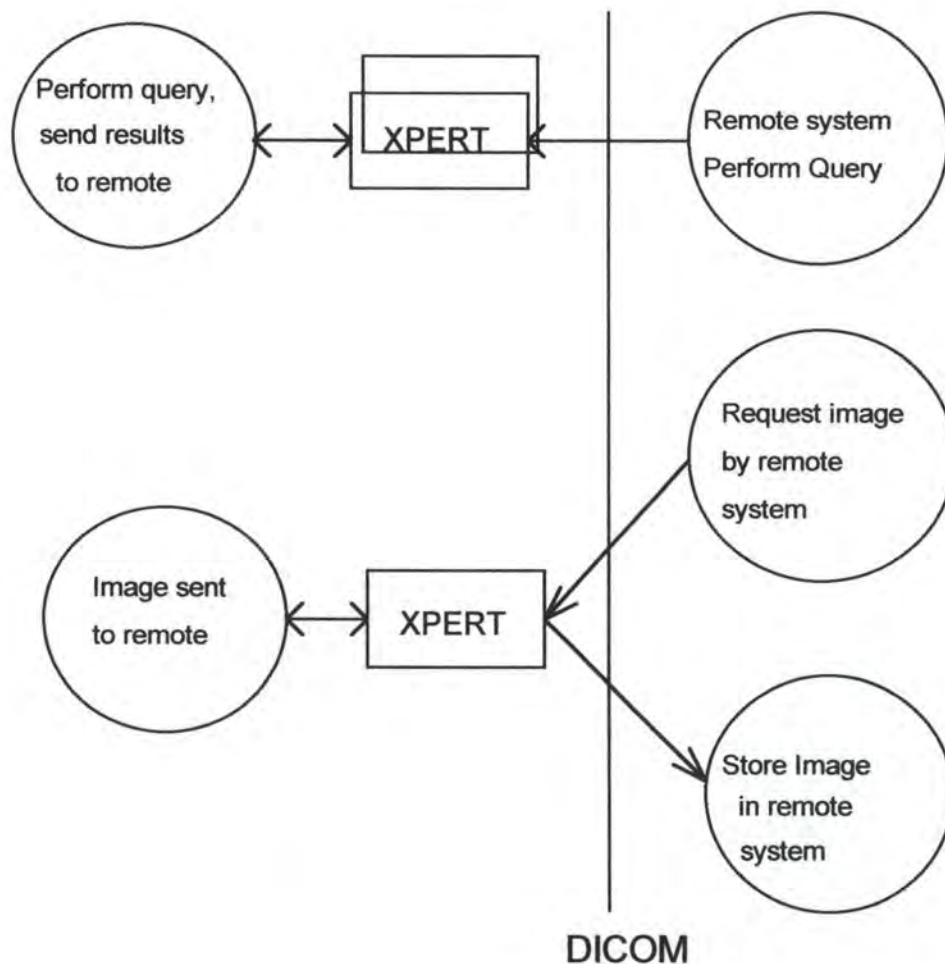 Perform query,
send results
to remote
XPERT
Remote system
Perform Query
Request image
by remote
system
Image sent
to remote
XPERT
Store Image
in remote
system
DICOM